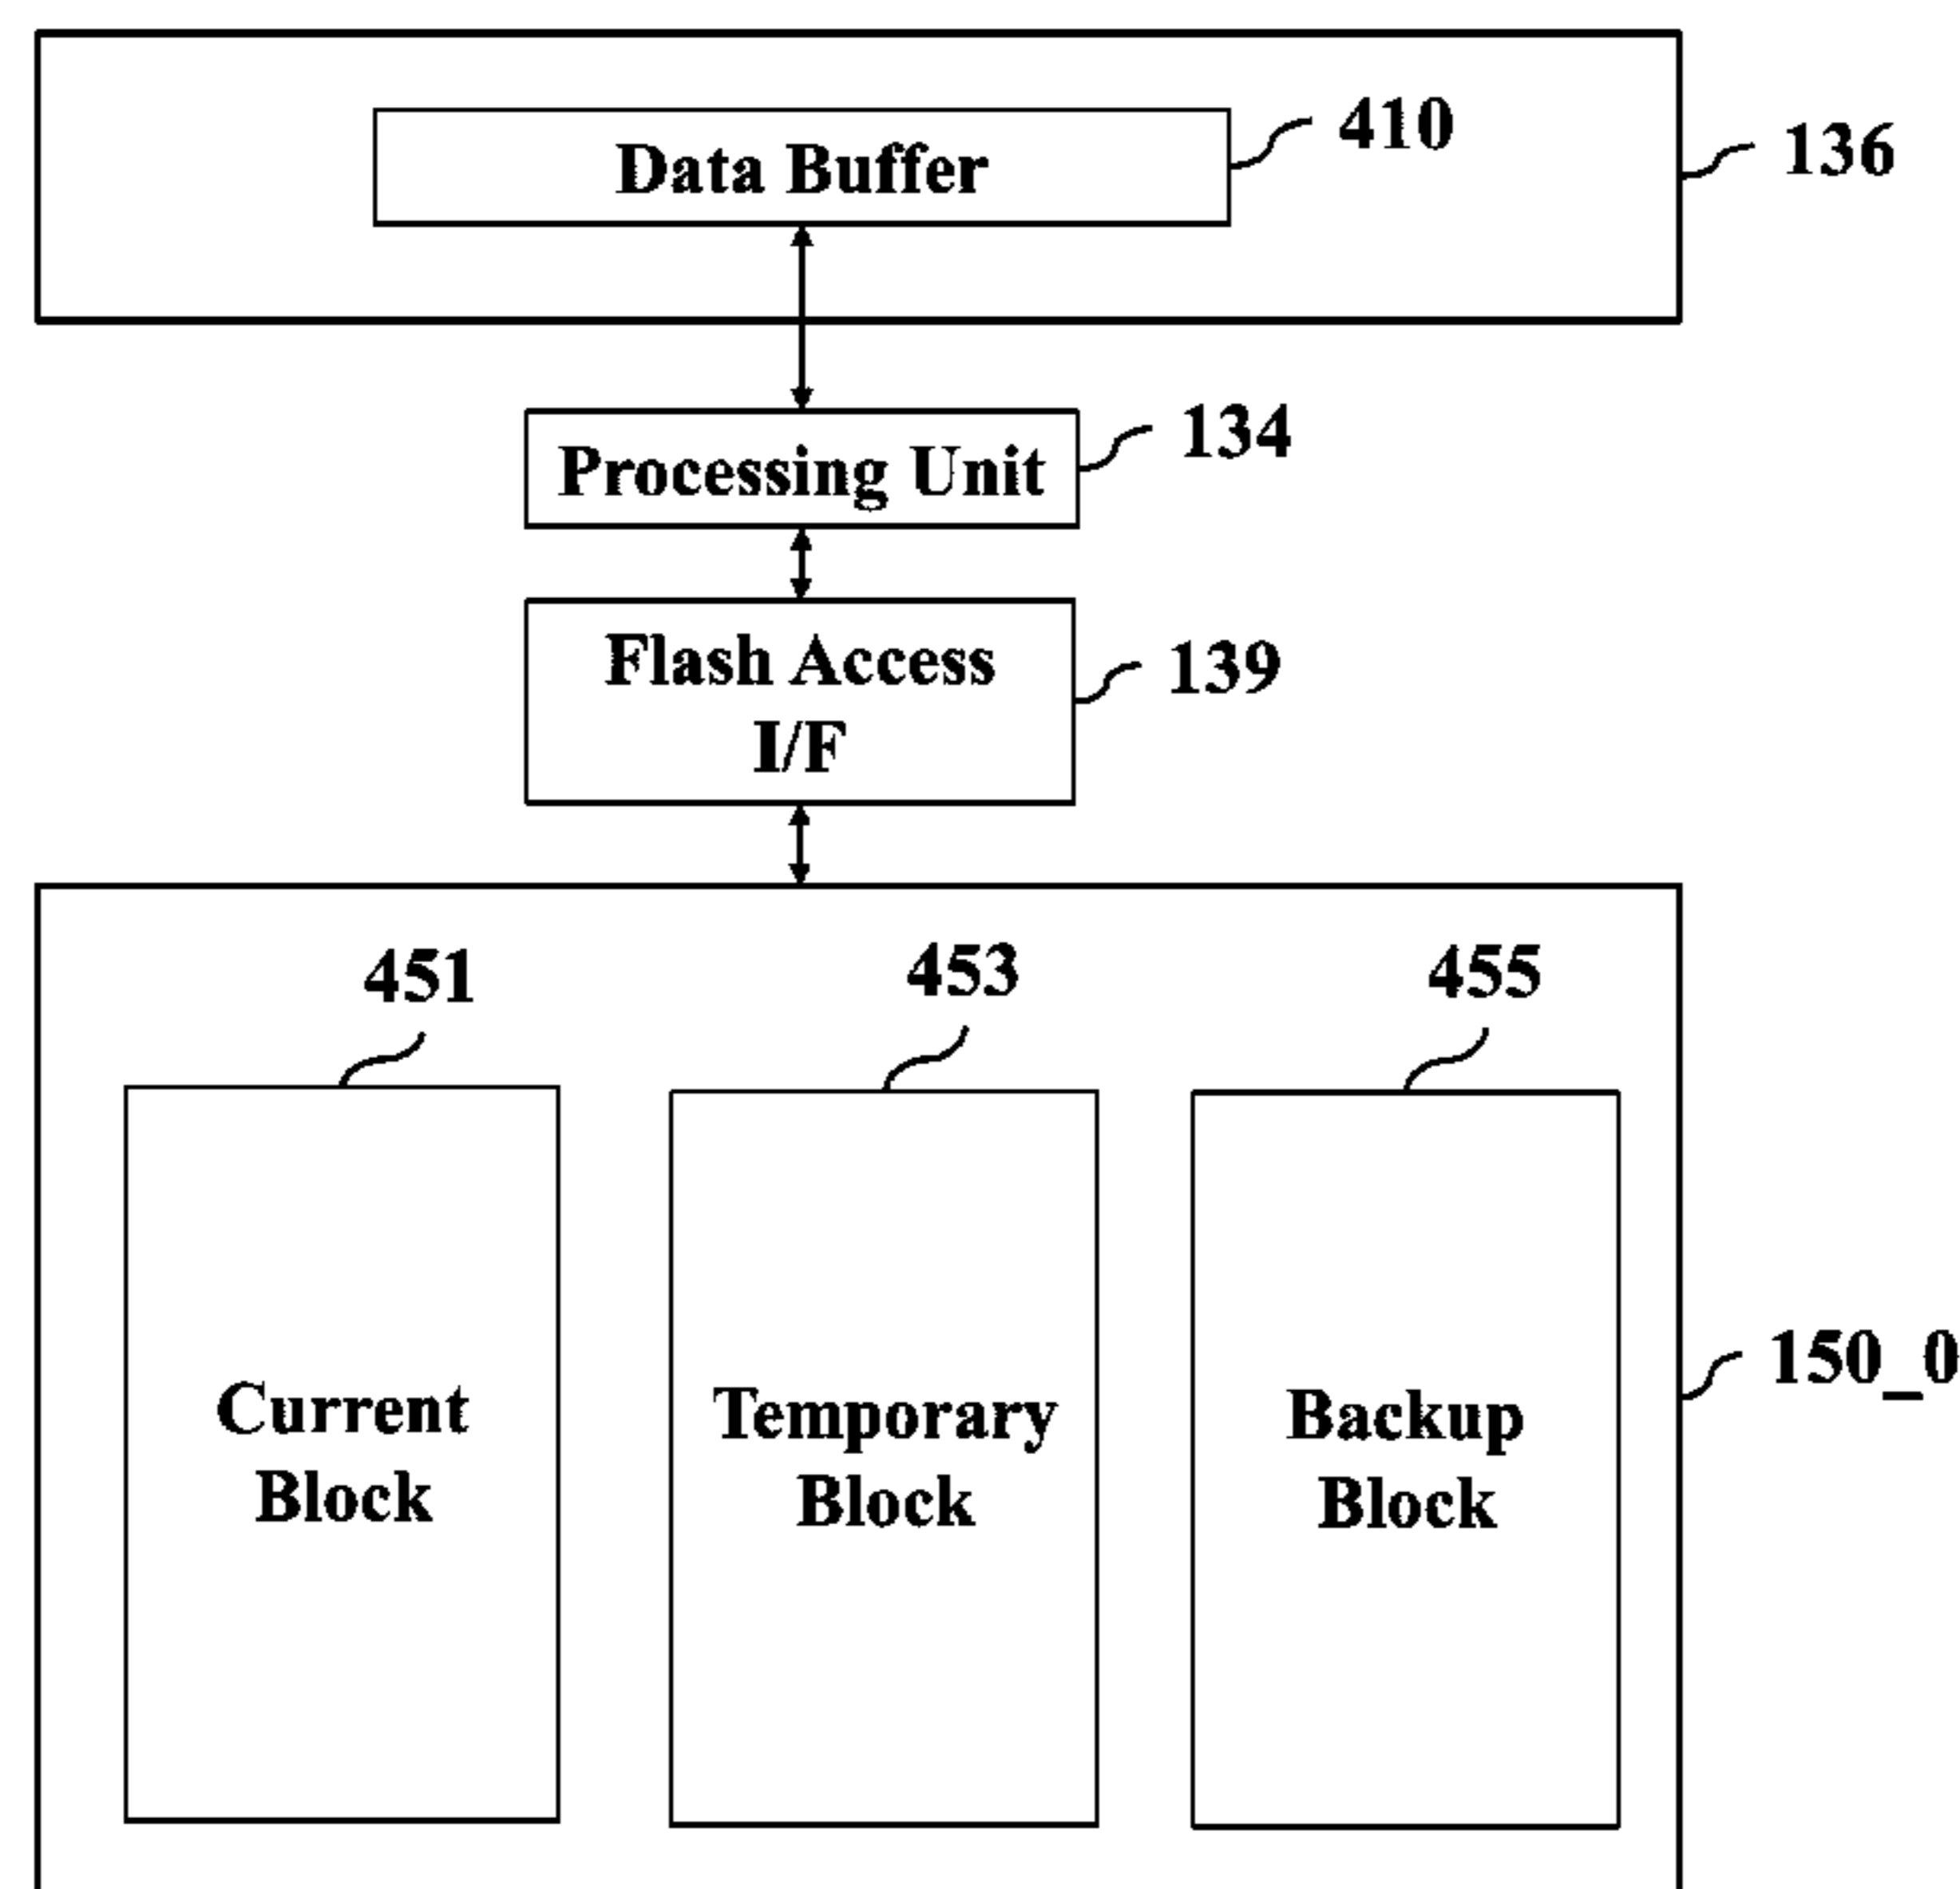 410
136
Data Buffer
134
Processing Unit
139
Flash Access
I/F
451
453
455
150_0
Current
Block
Temporary
Block
Backup
Block